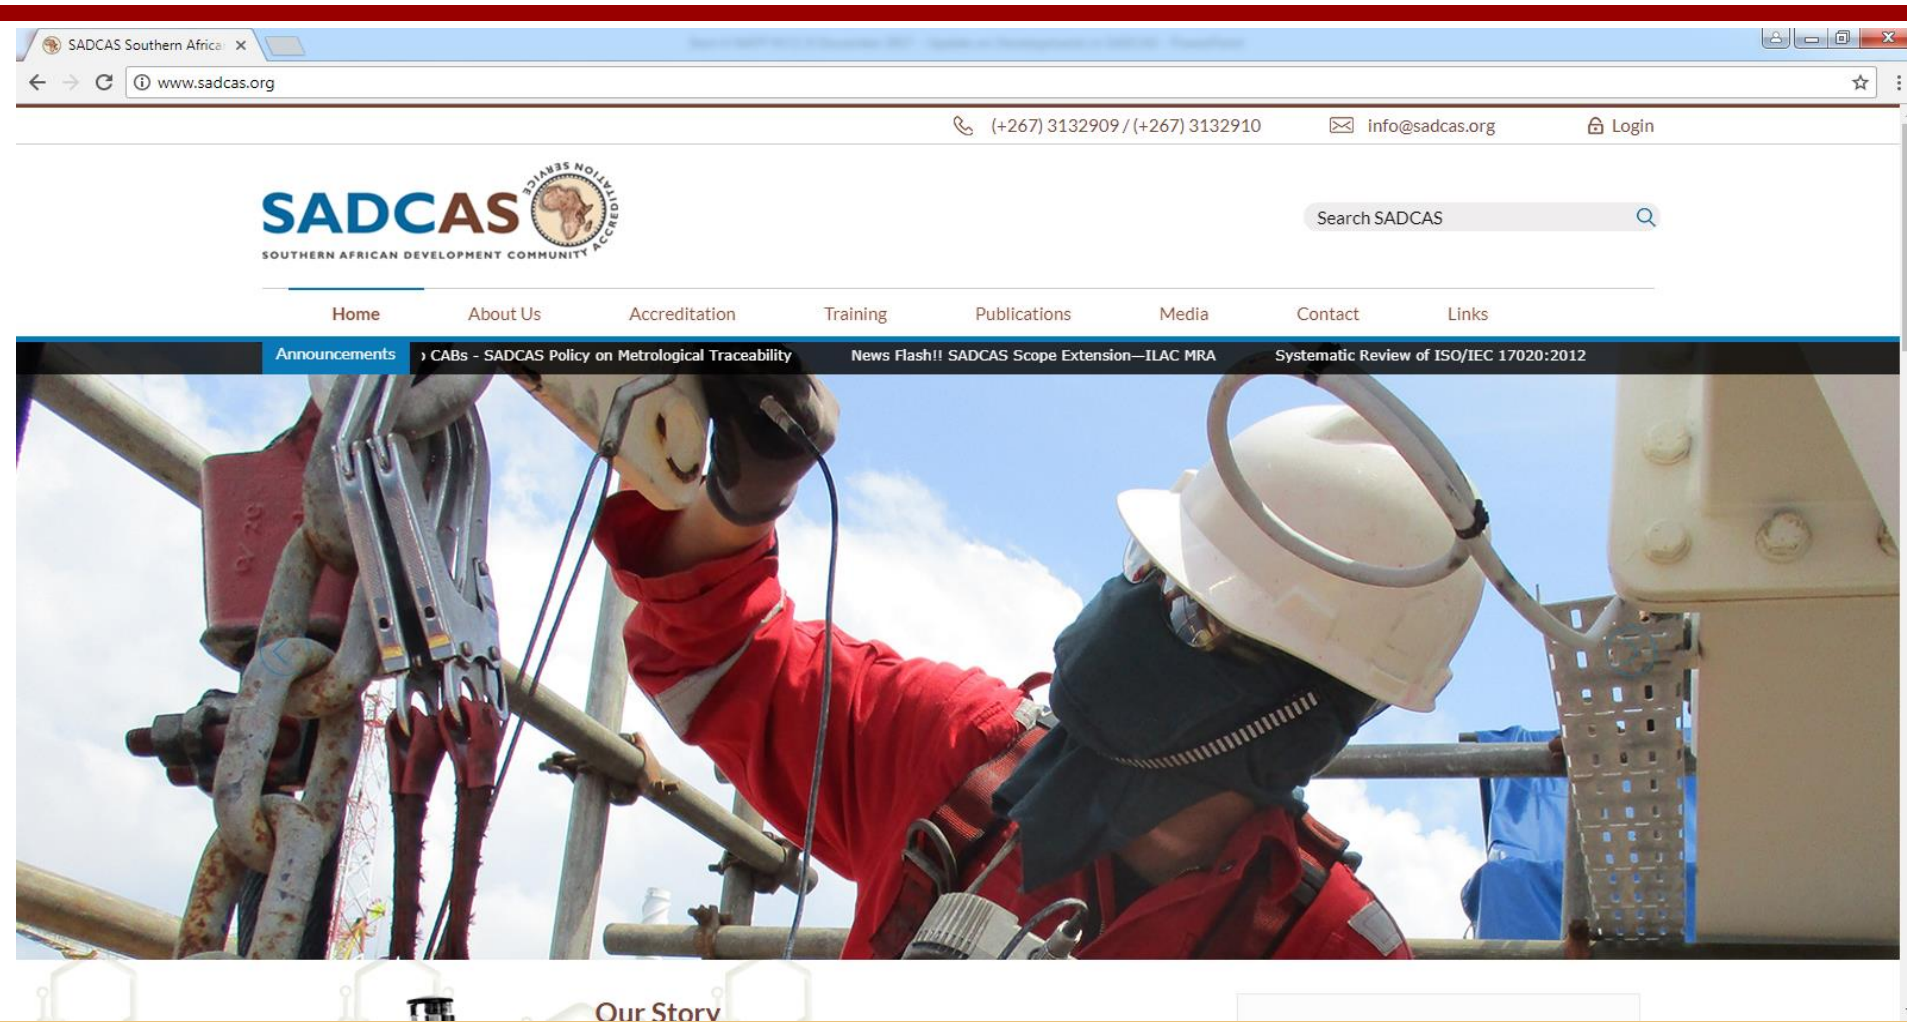 SADCAS Southern Africa
www.sadcas.org
(+267) 3132909 / (+267) 3132910
info@sadcas.org
Login
SADCAS
SOUTHERN AFRICAN DEVELOPMENT COMMUNITY
ACCREDITATION SERVICE
Search SADCAS
Home
About Us
Accreditation
Training
Publications
Media
Contact
Links
Announcements
CABs - SADCAS Policy on Metrological Traceability
News Flash!! SADCAS Scope Extension—ILAC MRA
Systematic Review of ISO/IEC 17020:2012
Our Story